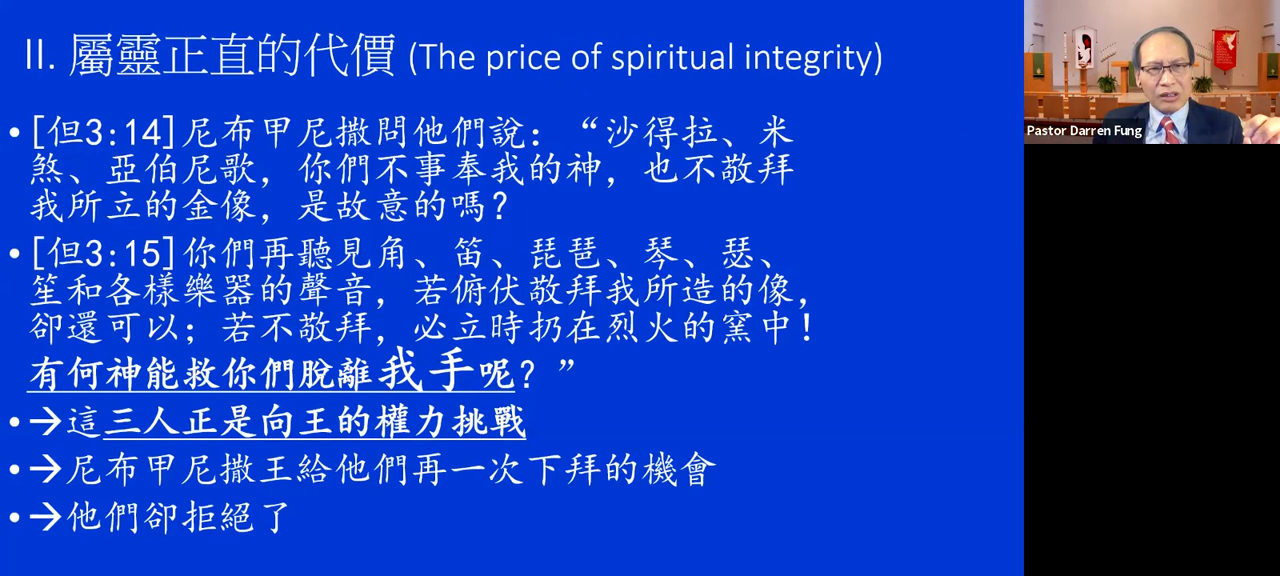 II. 屬靈正直的代價 (The price of spiritual integrity)
• [但3:14]尼布甲尼撒問他們說：“沙得拉、米
煞、亞伯尼歌，你們不事奉我的神，也不敬拜
我所立的金像，是故意的嗎？
• [但3:15]你們再聽見角、笛、琵琶、琴、瑟、
笙和各樣樂器的聲音，若俯伏敬拜我所造的像，
卻還可以；若不敬拜，必立時扔在烈火的窯中！
有何神能救你們脫離我手呢？”
• →這三人正是向王的權力挑戰
• →尼布甲尼撒王給他們再一次下拜的機會
• →他們卻拒絕了
Pastor Darren Fung